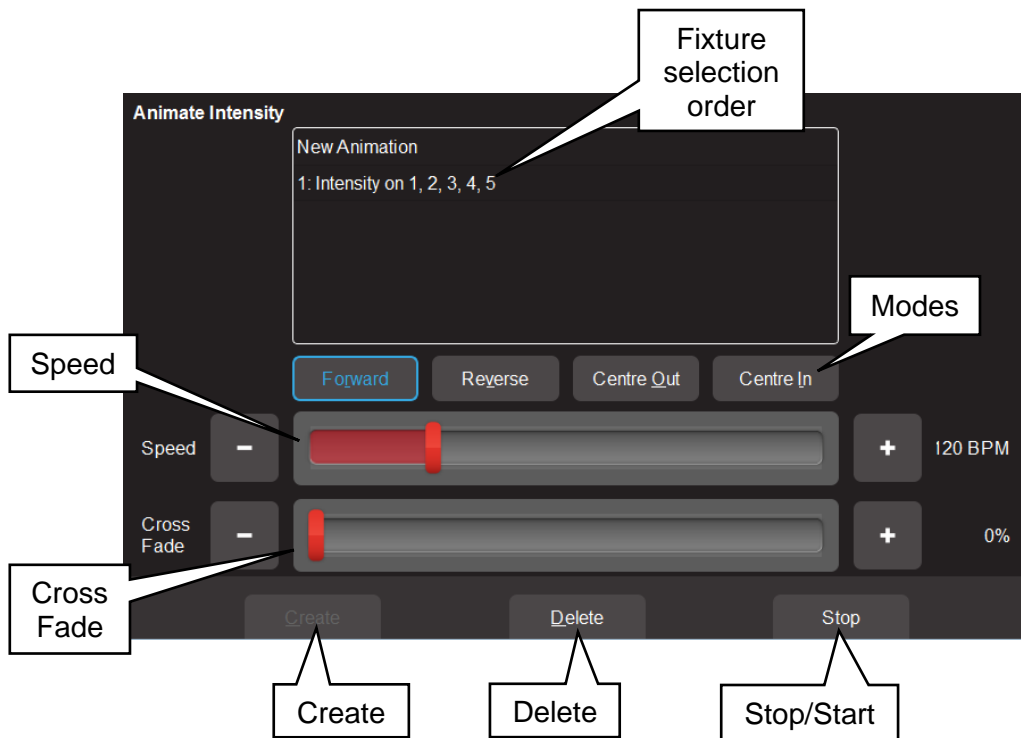 Fixture
selection
order
Animate Intensity
New Animation
1: Intensity on 1, 2, 3, 4, 5
Modes
Speed
Forward
Reverse
Centre Out
Centre In
Speed
−
+
120 BPM
Cross
Fade
−
+
0%
Cross
Fade
Create
Delete
Stop
Create
Delete
Stop/Start